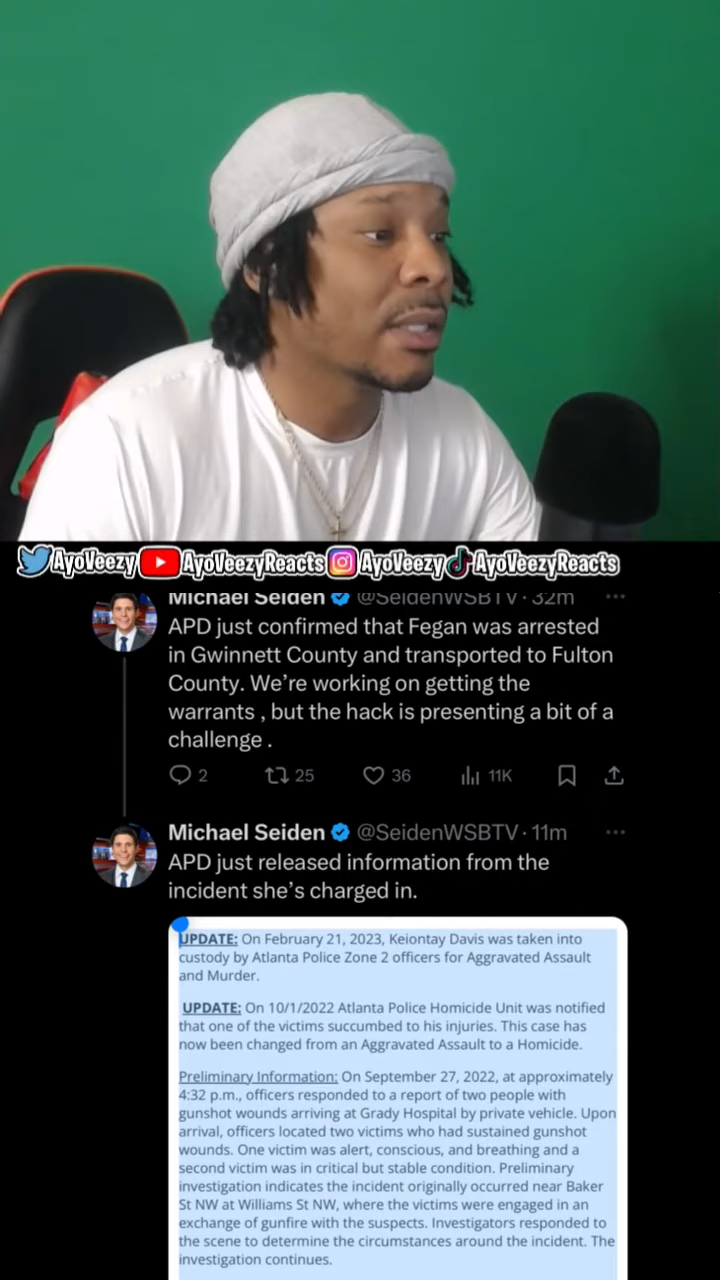 AyoVeezy AyoVeezyReacts AyoVeezy AyoVeezyReacts
Michael Seiden @SeidenWSBTV · 32m
APD just confirmed that Fegan was arrested
in Gwinnett County and transported to Fulton
County. We’re working on getting the
warrants , but the hack is presenting a bit of a
challenge .
2 25 36 11K
Michael Seiden @SeidenWSBTV · 11m
APD just released information from the
incident she’s charged in.
UPDATE: On February 21, 2023, Keiontay Davis was taken into
custody by Atlanta Police Zone 2 officers for Aggravated Assault
and Murder.
UPDATE: On 10/1/2022 Atlanta Police Homicide Unit was notified
that one of the victims succumbed to his injuries. This case has
now been changed from an Aggravated Assault to a Homicide.
Preliminary Information: On September 27, 2022, at approximately
4:32 p.m., officers responded to a report of two people with
gunshot wounds arriving at Grady Hospital by private vehicle. Upon
arrival, officers located two victims who had sustained gunshot
wounds. One victim was alert, conscious, and breathing and a
second victim was in critical but stable condition. Preliminary
investigation indicates the incident originally occurred near Baker
St NW at Williams St NW, where the victims were engaged in an
exchange of gunfire with the suspects. Investigators responded to
the scene to determine the circumstances around the incident. The
investigation continues.